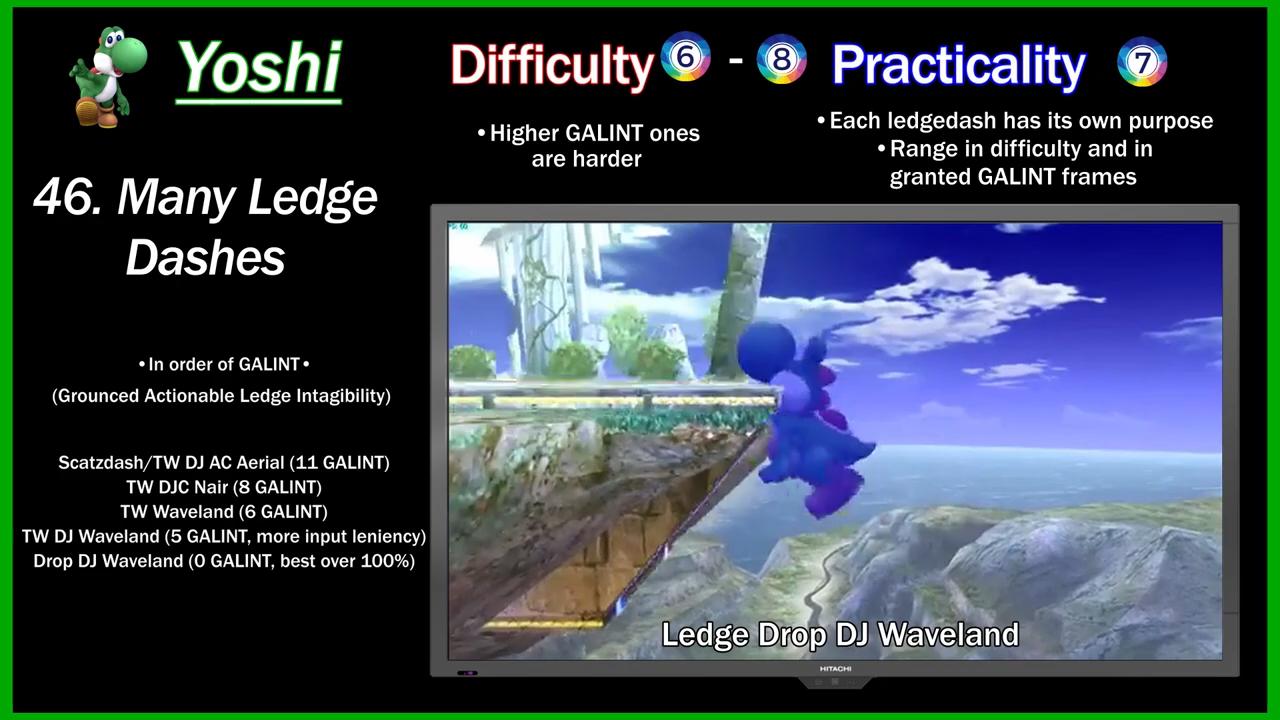 Yoshi
Difficulty 6 - 8
Practicality 7
•Higher GALINT ones
are harder
•Each ledgedash has its own purpose
•Range in difficulty and in
granted GALINT frames
46. Many Ledge
Dashes
•In order of GALINT•
(Grounced Actionable Ledge Intagibility)
Scatzdash/TW DJ AC Aerial (11 GALINT)
TW DJC Nair (8 GALINT)
TW Waveland (6 GALINT)
TW DJ Waveland (5 GALINT, more input leniency)
Drop DJ Waveland (0 GALINT, best over 100%)
Ledge Drop DJ Waveland
HITACHI